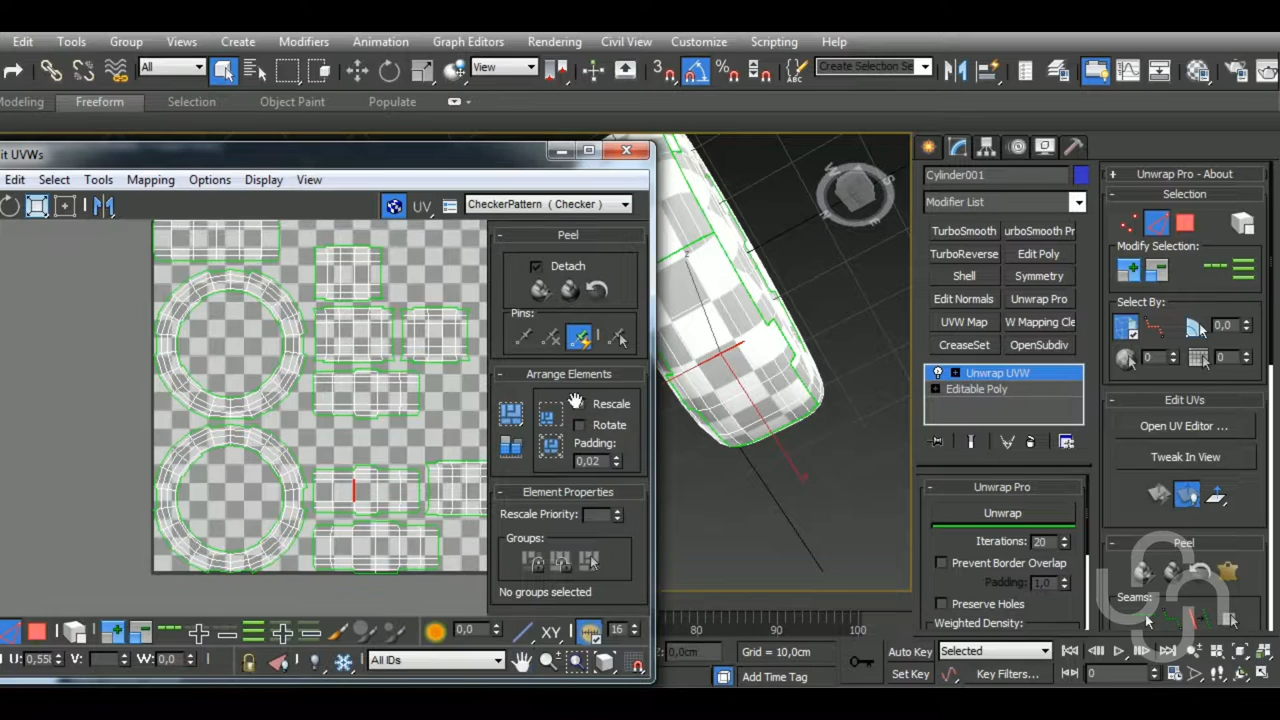 Edit Tools Group Views Create Modifiers Animation Graph Editors Rendering Civil View Customize Scripting Help
All View 3 % ABC Create Selection Se
Modeling Freeform Selection Object Paint Populate
Edit UVWs
Edit Select Tools Mapping Options Display View
UV CheckerPattern ( Checker )
Peel
Detach
Pins:
Arrange Elements
Rescale
Rotate
Padding:
0,02
Element Properties
Rescale Priority:
Groups:
No groups selected
0,0 XY 16
U: 0,55 V: W: 0,0 All IDs
Cylinder001
Modifier List
TurboSmooth urboSmooth Pr
TurboReverse Edit Poly
Shell Symmetry
Edit Normals Unwrap Pro
UVW Map W Mapping Cle
CreaseSet OpenSubdiv
Unwrap UVW
Editable Poly
Unwrap Pro
Unwrap
Iterations: 20
Prevent Border Overlap
Padding: 1,0
Preserve Holes
Weighted Density:
Unwrap Pro - About
Selection
Modify Selection:
Select By:
0,0
0 0
Edit UVs
Open UV Editor ...
Tweak In View
Peel
Seams:
80 90 100
Z: 0,0cm Grid = 10,0cm Auto Key Selected
Add Time Tag Set Key Key Filters... 0